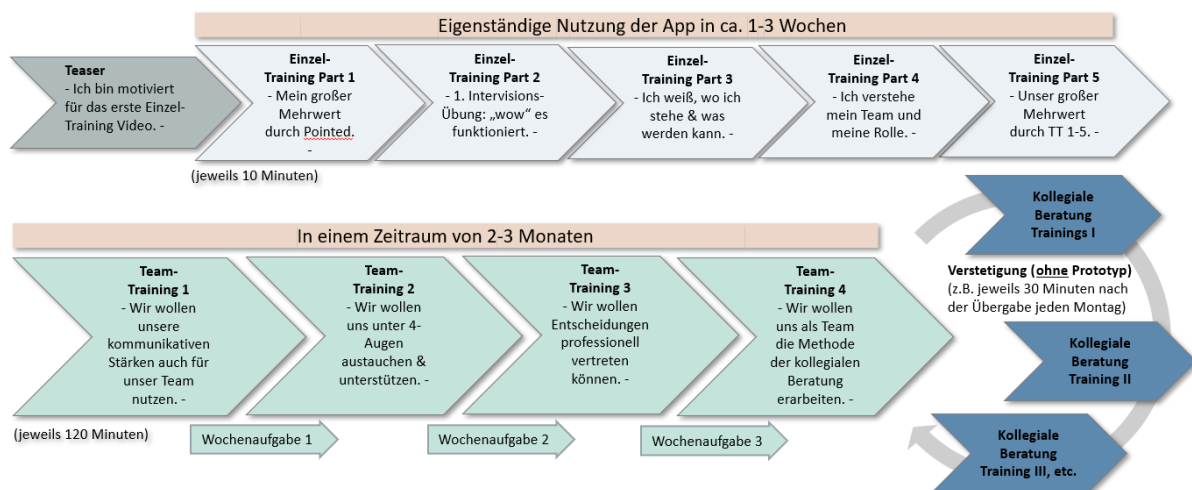 Eigenständige Nutzung der App in ca. 1-3 Wochen
Teaser
- Ich bin motiviert
für das erste Einzel-
Training Video. -
Einzel-
Training Part 1
- Mein großer
Mehrwert
durch Pointed.
-
Einzel-
Training Part 2
- 1. Intervisions-
Übung: „wow“ es
funktioniert. -
Einzel-
Training Part 3
- Ich weiß, wo ich
stehe & was
werden kann. -
Einzel-
Training Part 4
- Ich verstehe
mein Team und
meine Rolle. -
Einzel-
Training Part 5
- Unser großer
Mehrwert
durch TT 1-5. -
(jeweils 10 Minuten)
In einem Zeitraum von 2-3 Monaten
Team-
Training 1
- Wir wollen
unsere
kommunikativen
Stärken auch für
unser Team
nutzen. -
Team-
Training 2
- Wir wollen
uns unter 4-
Augen
austauschen &
unterstützen. -
Team-
Training 3
- Wir wollen
Entscheidungen
professionell
vertreten
können. -
Team-
Training 4
- Wir wollen
uns als Team
die Methode
der kollegialen
Beratung
erarbeiten. -
(jeweils 120 Minuten)
Wochenaufgabe 1
Wochenaufgabe 2
Wochenaufgabe 3
Kollegiale
Beratung
Trainings I
Verstetigung (ohne Prototyp)
(z.B. jeweils 30 Minuten nach
der Übergabe jeden Montag)
Kollegiale
Beratung
Training II
Kollegiale
Beratung
Training III, etc.